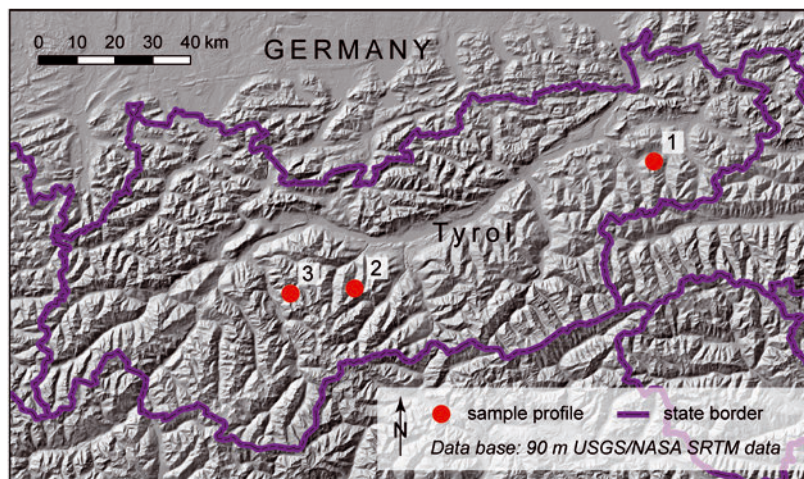 GERMANY
0 10 20 30 40 km
1
Tyrol
3
2
N
sample profile
state border
Data base: 90 m USGS/NASA SRTM data